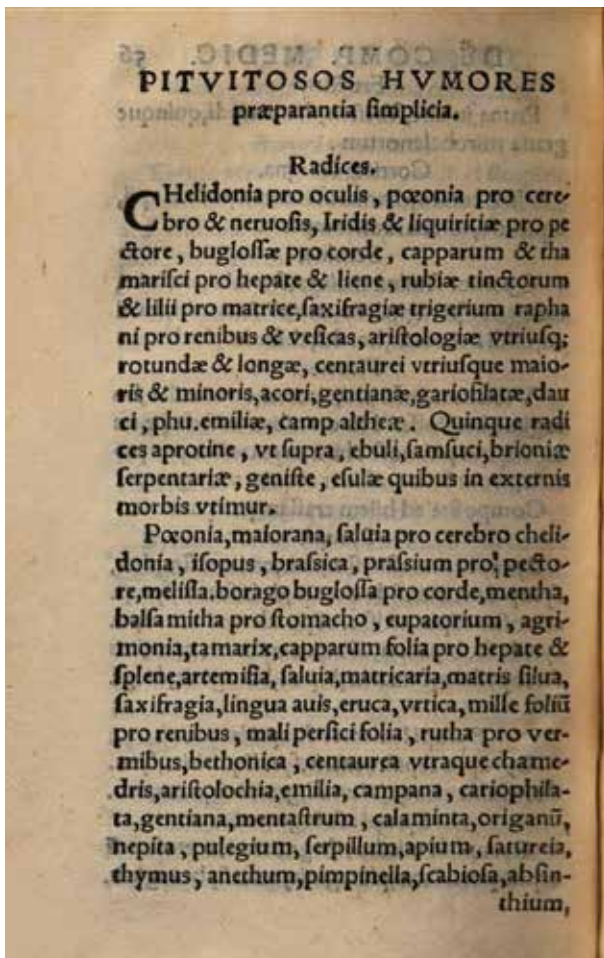 PITVITOSOS HVMORES
præparantia simplicia.
Radices.
CHelidonia pro oculis, pœonia pro cere-
bro & neruosis, Iridis & liquiritiæ pro pe
ctore, buglossæ pro corde, capparum & tha
marisci pro hepate & liene, rubiæ tinctorum
& lilii pro matrice, saxifragiæ trigerium rapha
ni pro renibus & vesicas, aristologiæ vtriusq;
rotundæ & longæ, centaurei vtriusque maio-
ris & minoris, acori, gentianæ, gariofilatæ, dau
ci, phu. emiliæ, camp altheæ. Quinque radi
ces aprotine, vt supra, ebuli, samsuci, brioniæ
serpentariæ, geniste, esulæ quibus in externis
morbis vtimur.
Pœonia, maiorana, saluia pro cerebro cheli-
donia, isopus, brassica, prassium pro pecto-
re, melissa. borago buglossa pro corde, mentha,
balsamitha pro stomacho, eupatorium, agri-
monia, tamarix, capparum folia pro hepate &
splene, artemisia, saluia, matricaria, matris silua,
saxifragia, lingua auis, eruca, vrtica, mille foliũ
pro renibus, mali persici folia, rutha pro ver-
mibus, bethonica, centaurea vtraque chame-
dris, aristolochia, emilia, campana, cariophila-
ta, gentiana, mentastrum, calaminta, origanũ,
nepita, pulegium, serpillum, apium, satureia,
thymus, anethum, pimpinella, scabiosa, absin-
thium,